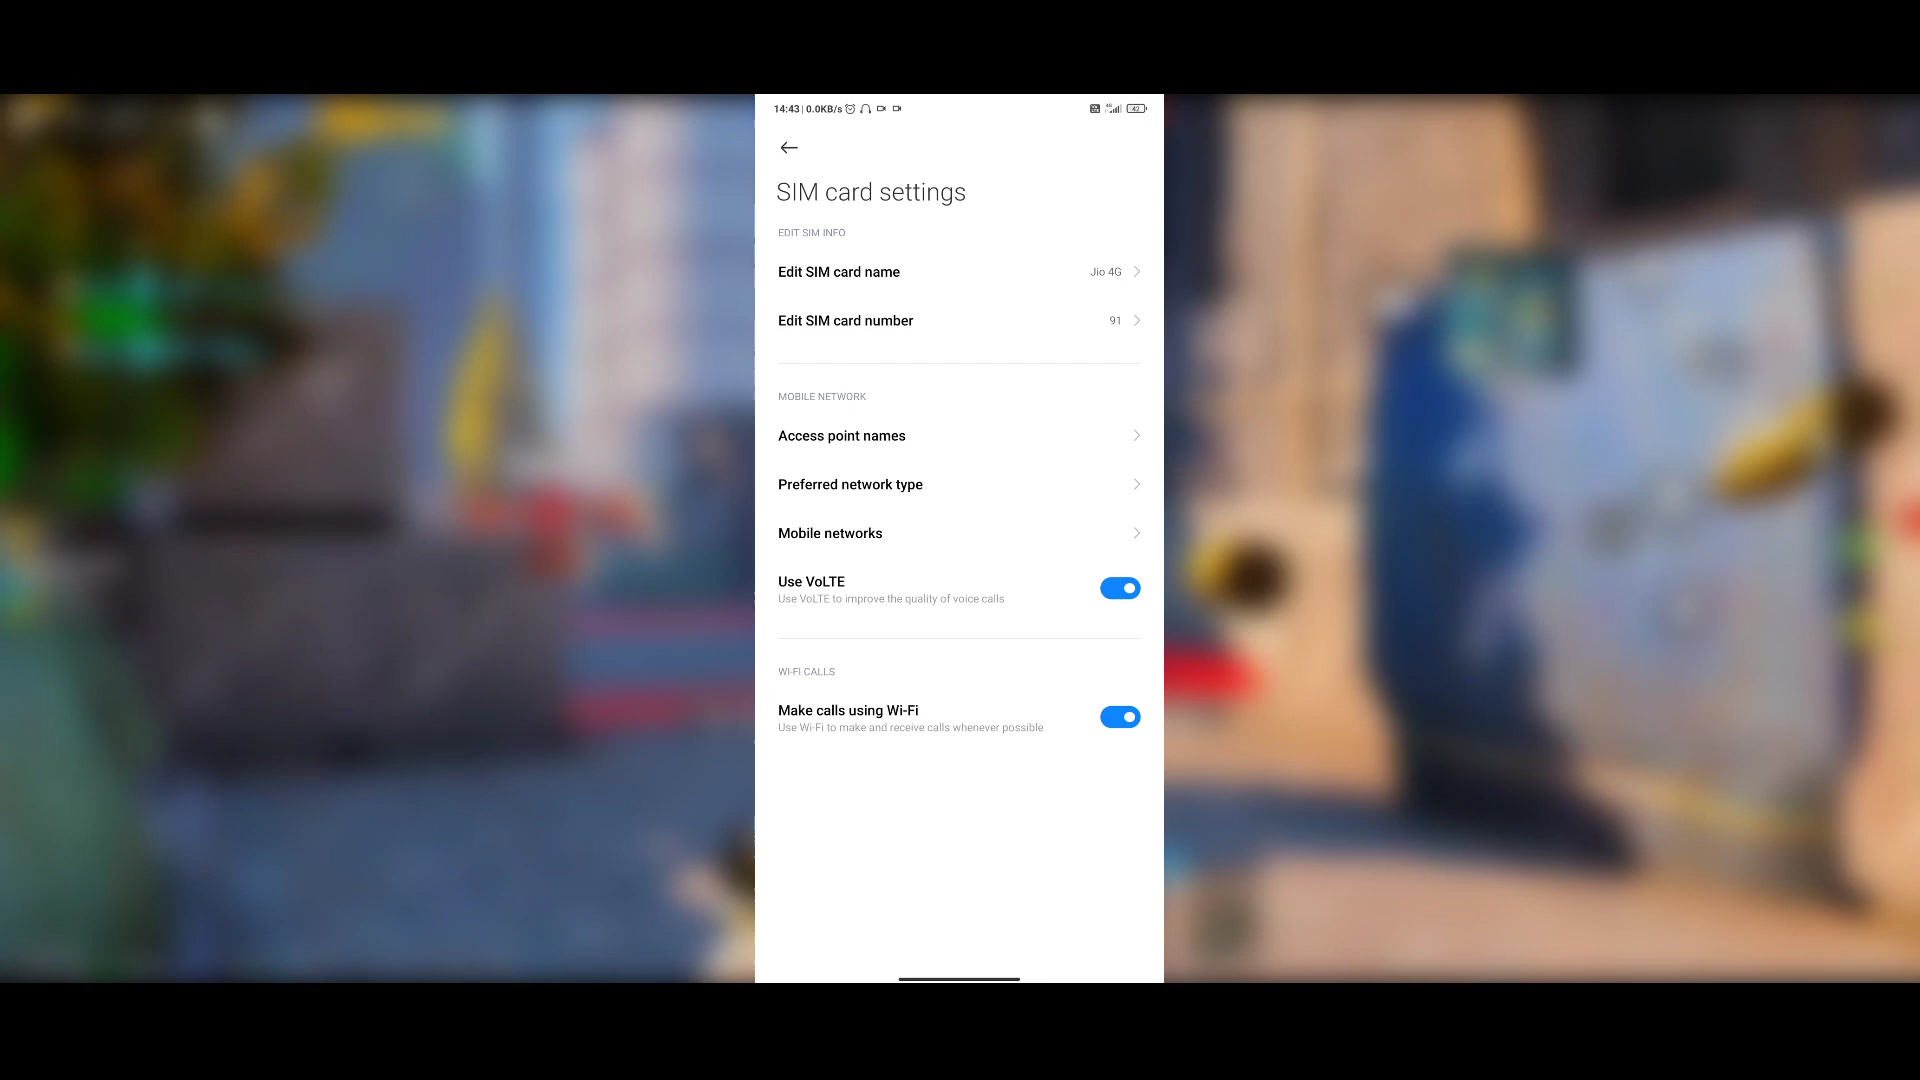 14:43 | 0.0KB/s
4G
42
SIM card settings
EDIT SIM INFO
Edit SIM card name
Jio 4G
Edit SIM card number
91
MOBILE NETWORK
Access point names
Preferred network type
Mobile networks
Use VoLTE
Use VoLTE to improve the quality of voice calls
WI-FI CALLS
Make calls using Wi-Fi
Use Wi-Fi to make and receive calls whenever possible